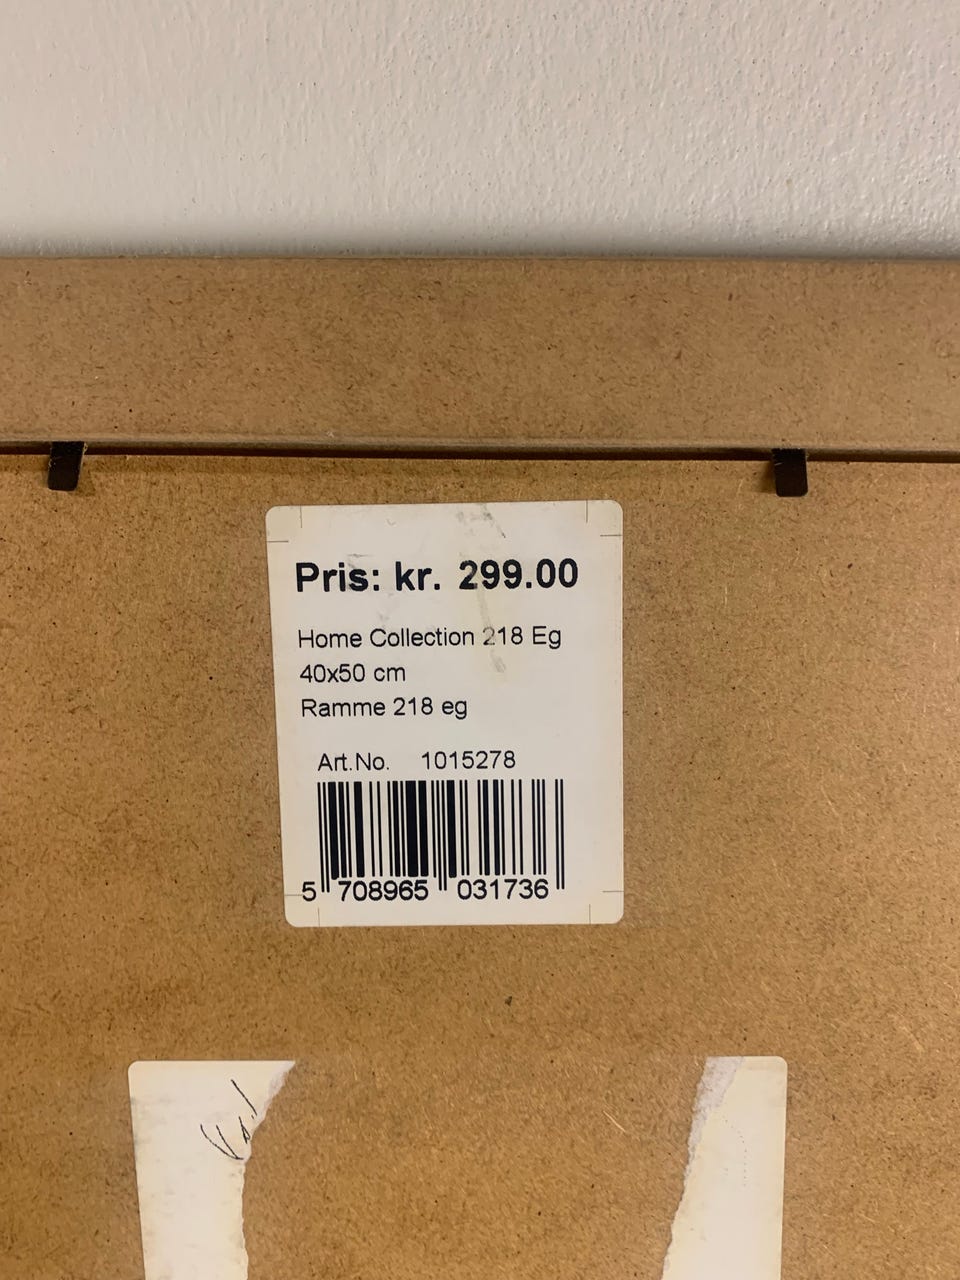 Pris: kr. 299.00
Home Collection 218 Eg
40x50 cm
Ramme 218 eg
Art.No. 1015278
5 708965 031736